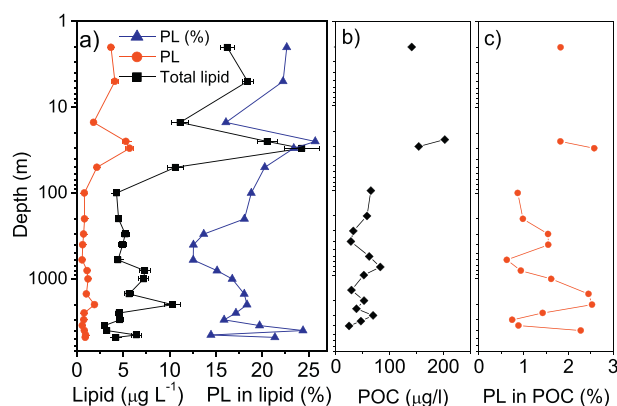 a)
PL (%)
PL
Total lipid
b)
c)
1
10
100
1000
Depth (m)
0 5 10 15 20 25
0 100 200
0 1 2 3
Lipid (μg L⁻¹) PL in lipid (%)
POC (μg/l)
PL in POC (%)